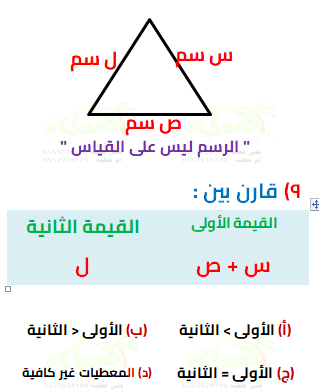 ل سم
س سم
ص سم
" الرسم ليس على القياس "
٩) قارن بين :
القيمة الأولى القيمة الثانية
س + ص ل
(أ) الأولى > الثانية (ب) الأولى < الثانية
(ج) الأولى = الثانية (د) المعطيات غير كافية